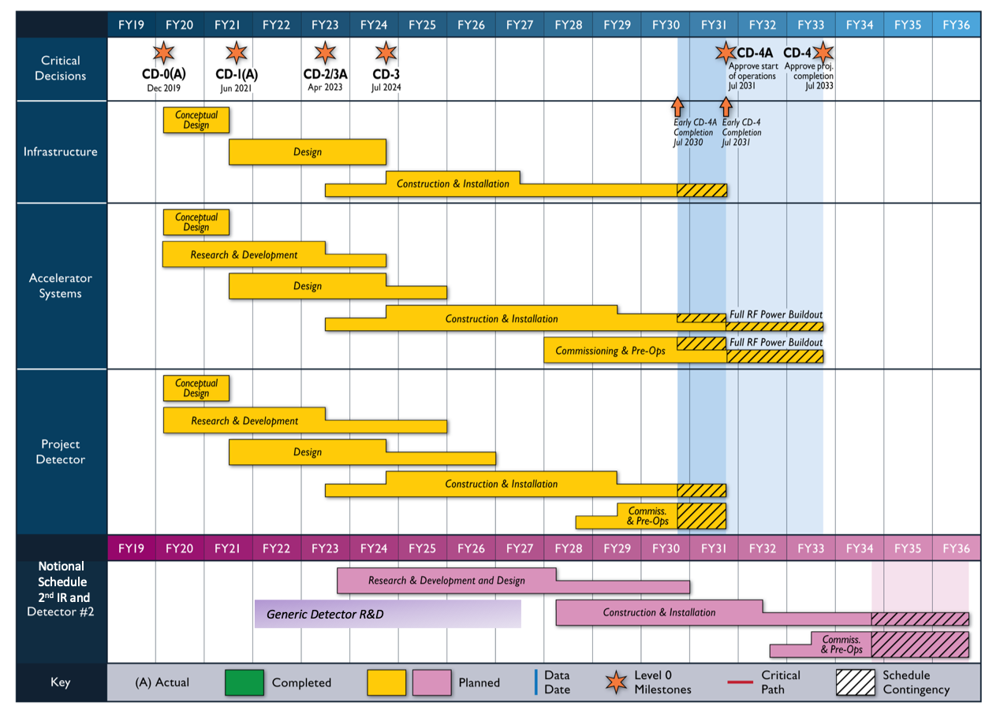 FY19 FY20 FY21 FY22 FY23 FY24 FY25 FY26 FY27 FY28 FY29 FY30 FY31 FY32 FY33 FY34 FY35 FY36
Critical
Decisions
CD-0(A)
Dec 2019
CD-1(A)
Jun 2021
CD-2/3A
Apr 2023
CD-3
Jul 2024
CD-4A
Approve start
of operations
Jul 2031
CD-4
Approve proj.
completion
Jul 2033
Early CD-4A
Completion
Jul 2030
Early CD-4
Completion
Jul 2031
Infrastructure
Conceptual
Design
Design
Construction & Installation
Accelerator
Systems
Conceptual
Design
Research & Development
Design
Construction & Installation
Full RF Power Buildout
Commissioning & Pre-Ops
Full RF Power Buildout
Project
Detector
Conceptual
Design
Research & Development
Design
Construction & Installation
Commiss.
& Pre-Ops
FY19 FY20 FY21 FY22 FY23 FY24 FY25 FY26 FY27 FY28 FY29 FY30 FY31 FY32 FY33 FY34 FY35 FY36
Notional
Schedule
2nd IR and
Detector #2
Research & Development and Design
Generic Detector R&D
Construction & Installation
Commiss.
& Pre-Ops
Key
(A) Actual
Completed
Planned
Data
Date
Level 0
Milestones
Critical
Path
Schedule
Contingency